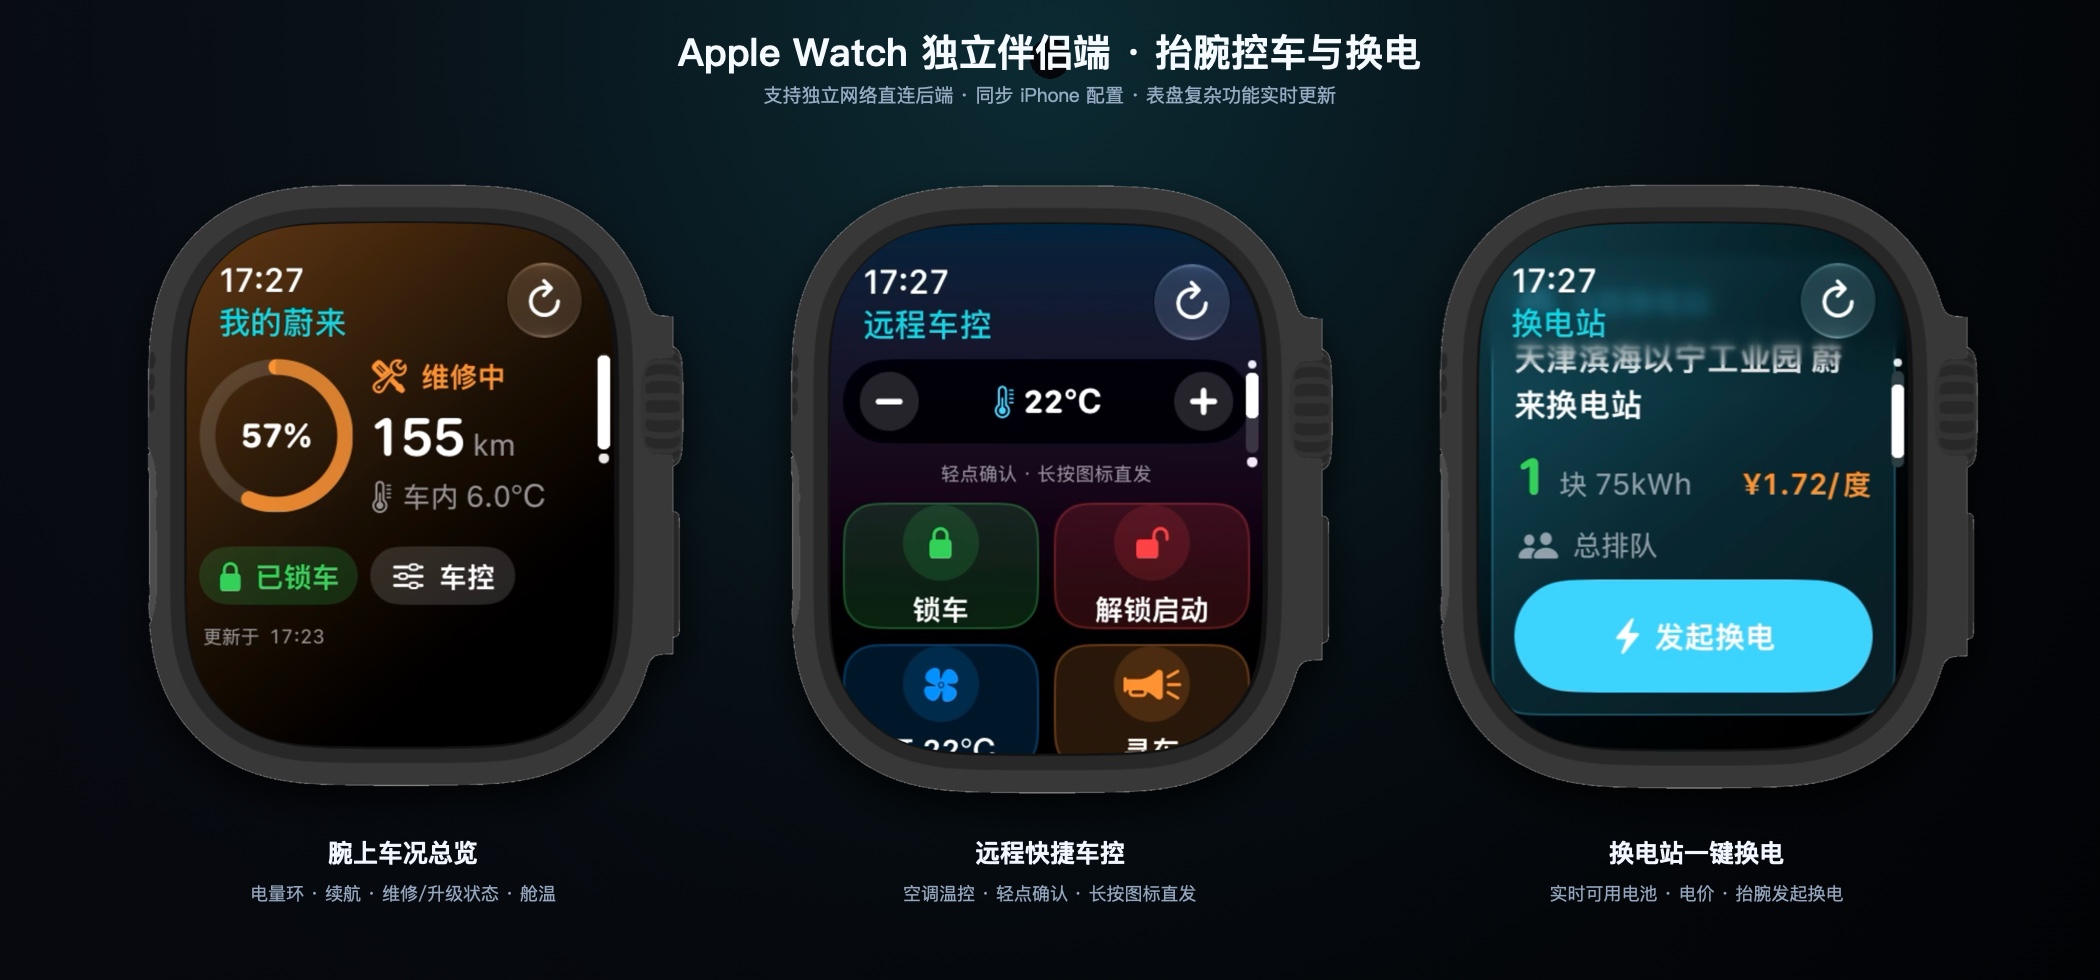 Apple Watch 独立伴侣端 · 抬腕控车与换电
支持独立网络直连后端 · 同步 iPhone 配置 · 表盘复杂功能实时更新
17:27
我的蔚来
57%
维修中
155 km
车内 6.0°C
已锁车
车控
更新于 17:23
17:27
远程车控
22°C
轻点确认 · 长按图标直发
锁车
解锁启动
22°C
寻车
17:27
换电站
天津滨海以宁工业园 蔚
来换电站
1 块 75kWh ¥1.72/度
总排队
发起换电
腕上车况总览
电量环 · 续航 · 维修/升级状态 · 舱温
远程快捷车控
空调温控 · 轻点确认 · 长按图标直发
换电站一键换电
实时可用电池 · 电价 · 抬腕发起换电